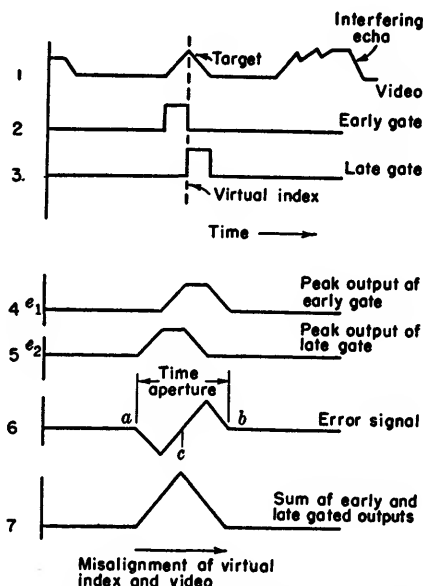 Interfering
echo
Target
1
Video
2
Early gate
3.
Late gate
Virtual index
Time
4 e1
Peak output of
early gate
5 e2
Peak output of
late gate
Time
aperture
a
b
6
Error signal
c
7
Sum of early and
late gated outputs
Misalignment of virtual
index and video